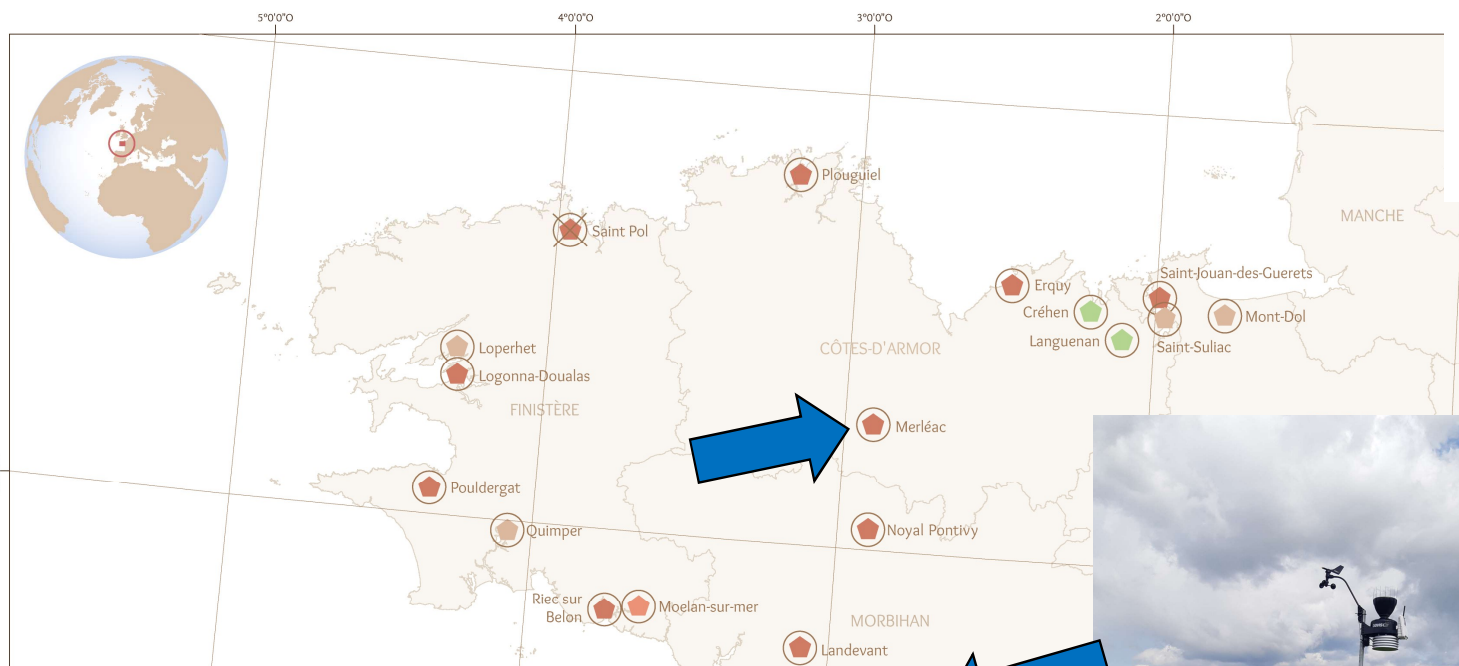 5°0'0"O
4°0'0"O
3°0'0"O
2°0'0"O
Plouguiel
MANCHE
Saint Pol
Saint-Jouan-des-Guerets
Erquy
Créhen
Mont-Dol
Languenan
Saint-Suliac
Loperhet
CÔTES-D'ARMOR
Logonna-Doualas
FINISTÈRE
Merléac
Pouldergat
Quimper
Noyal Pontivy
Riec sur
Belon
Moelan-sur-mer
MORBIHAN
Landevant